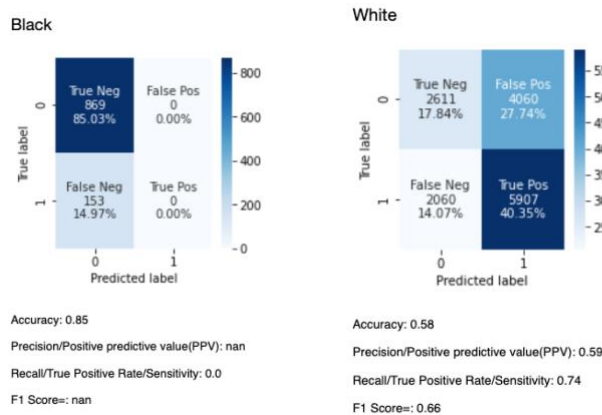 Black
True Neg
869
85.03%
False Pos
0
0.00%
False Neg
153
14.97%
True Pos
0
0.00%
0
1
True label
0
1
Predicted label
800
600
400
200
0
Accuracy: 0.85
Precision/Positive predictive value(PPV): nan
Recall/True Positive Rate/Sensitivity: 0.0
F1 Score=: nan
White
True Neg
2611
17.84%
False Pos
4060
27.74%
False Neg
2060
14.07%
True Pos
5907
40.35%
0
1
True label
0
1
Predicted label
Accuracy: 0.58
Precision/Positive predictive value(PPV): 0.59
Recall/True Positive Rate/Sensitivity: 0.74
F1 Score=: 0.66